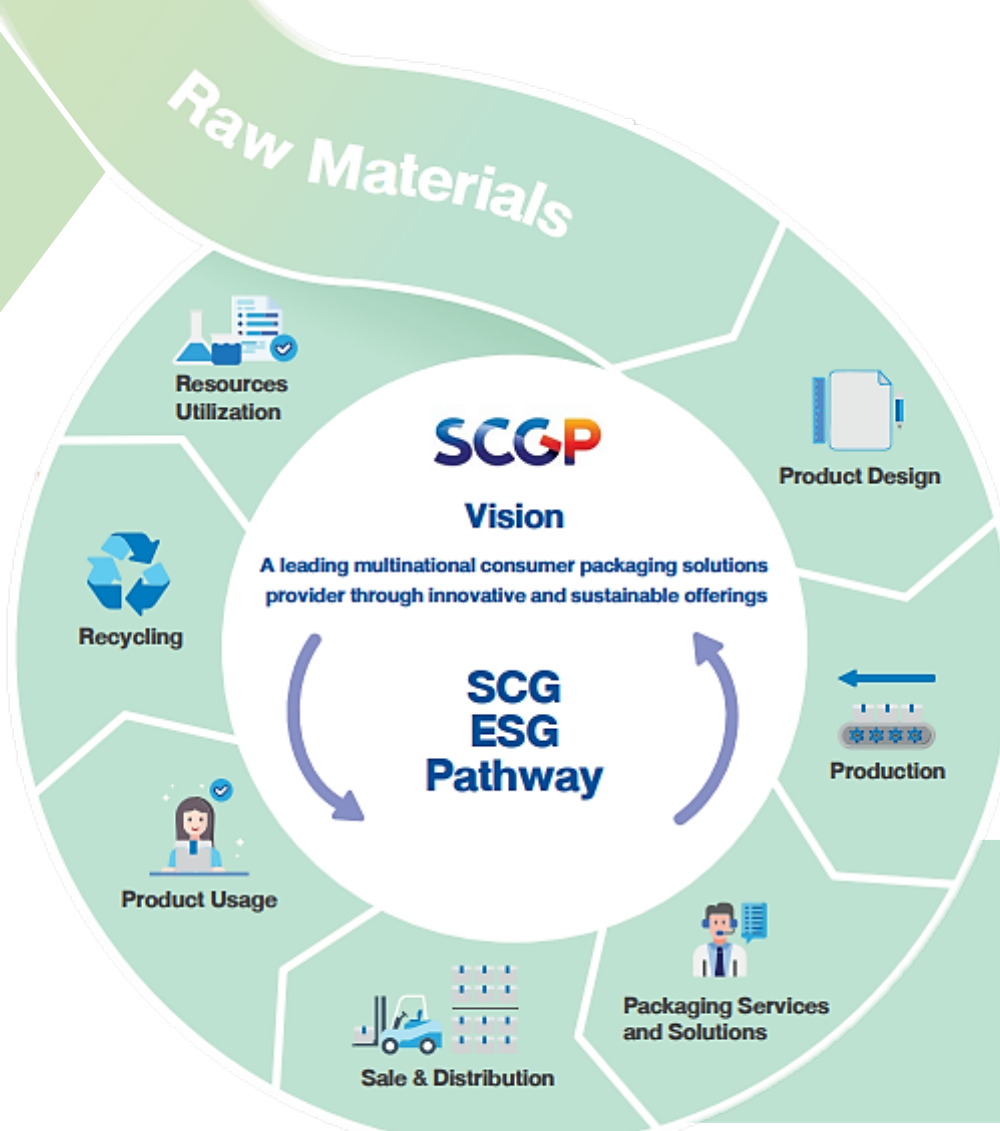 Raw Materials
Resources
Utilization
Product Design
Recycling
Production
Product Usage
Packaging Services
and Solutions
Sale & Distribution
SCGP
Vision
A leading multinational consumer packaging solutions
provider through innovative and sustainable offerings
SCG
ESG
Pathway